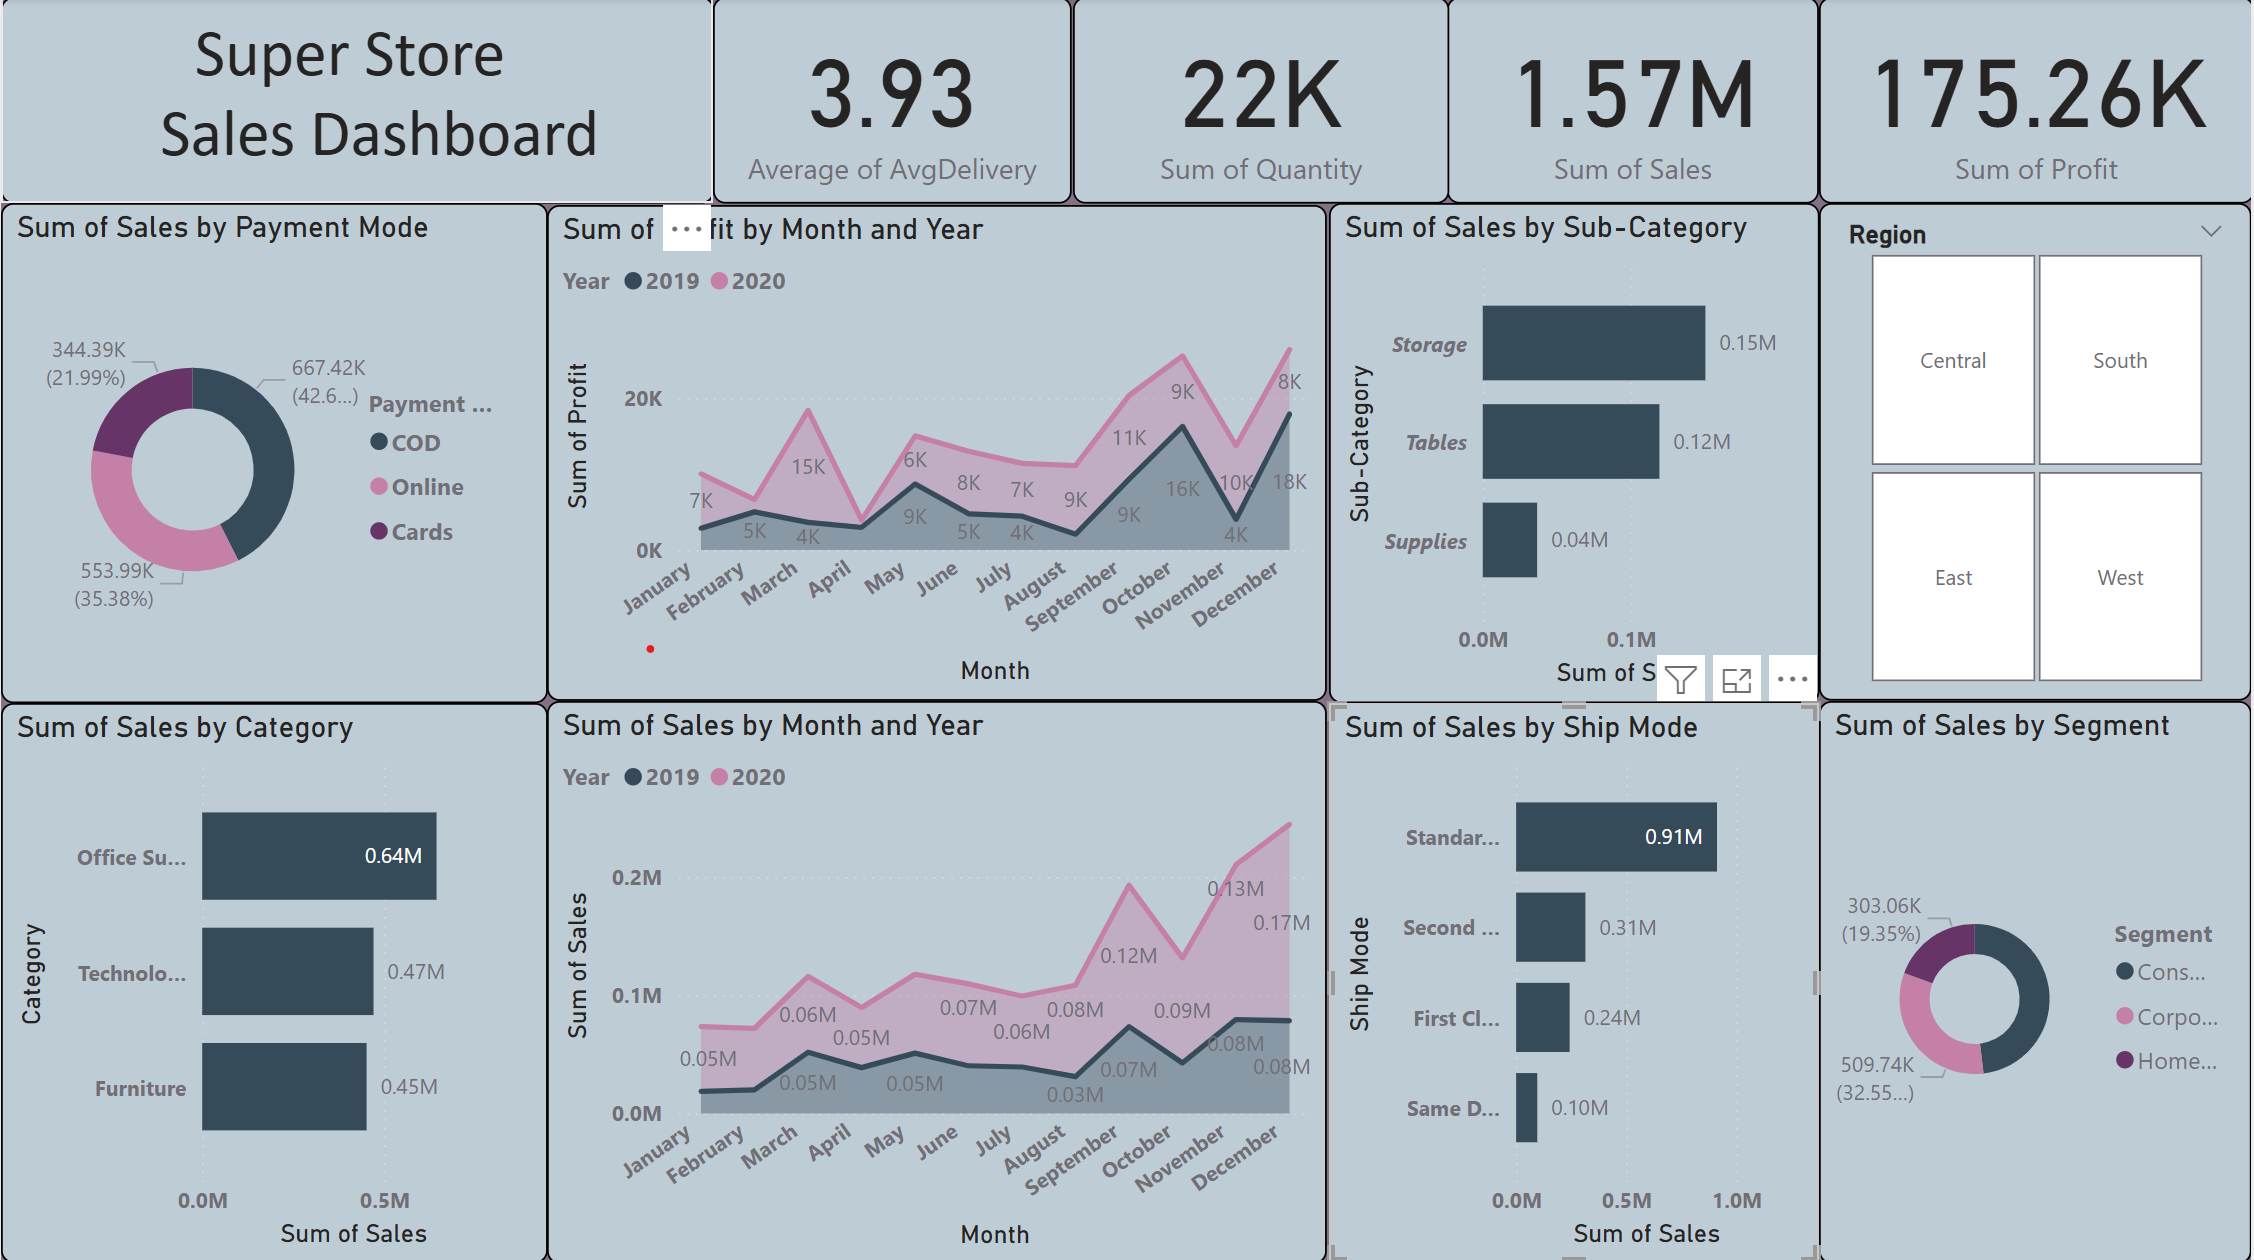 Super Store
Sales Dashboard
3.93
Average of AvgDelivery
22K
Sum of Quantity
1.57M
Sum of Sales
175.26K
Sum of Profit
Sum of Sales by Payment Mode
344.39K
(21.99%)
667.42K
(42.6...)
553.99K
(35.38%)
Payment ...
COD
Online
Cards
Sum of ... fit by Month and Year
Year 2019 2020
Sum of Profit
20K
0K
7K
5K
15K
4K
6K
9K
8K
5K
7K
4K
9K
11K
9K
9K
16K
10K
4K
8K
18K
January
February
March
April
May
June
July
August
September
October
November
December
Month
Sum of Sales by Sub-Category
Sub-Category
Storage 0.15M
Tables 0.12M
Supplies 0.04M
0.0M 0.1M
Sum of S
Region
Central
South
East
West
Sum of Sales by Category
Category
Office Su... 0.64M
Technolo... 0.47M
Furniture 0.45M
0.0M 0.5M
Sum of Sales
Sum of Sales by Month and Year
Year 2019 2020
Sum of Sales
0.2M
0.1M
0.0M
0.05M
0.06M
0.05M
0.05M
0.05M
0.07M
0.06M
0.08M
0.03M
0.12M
0.07M
0.09M
0.13M
0.08M
0.17M
0.08M
January
February
March
April
May
June
July
August
September
October
November
December
Month
Sum of Sales by Ship Mode
Ship Mode
Standar... 0.91M
Second ... 0.31M
First Cl... 0.24M
Same D... 0.10M
0.0M 0.5M 1.0M
Sum of Sales
Sum of Sales by Segment
303.06K
(19.35%)
509.74K
(32.55...)
Segment
Cons...
Corpo...
Home...